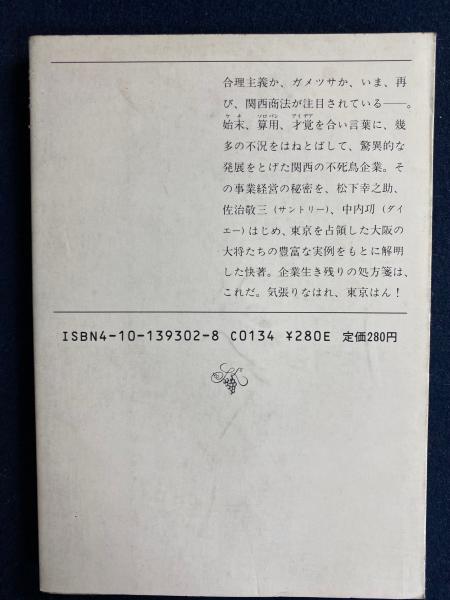 合理主義か、ガメツサか、いま、再
び、関西商法が注目されている――。
始末、算用、才覚を合い言葉に、幾
多の不況をはねとばして、驚異的な
発展をとげた関西の不死鳥企業。そ
の事業経営の秘密を、松下幸之助、
佐治敬三（サントリー）、中内㓛（ダイ
エー）はじめ、東京を占領した大阪の
大将たちの豊富な実例をもとに解明
した快著。企業生き残りの処方箋は、
これだ。気張りなはれ、東京はん！
ISBN4-10-139302-8 C0134 ¥280E 定価280円